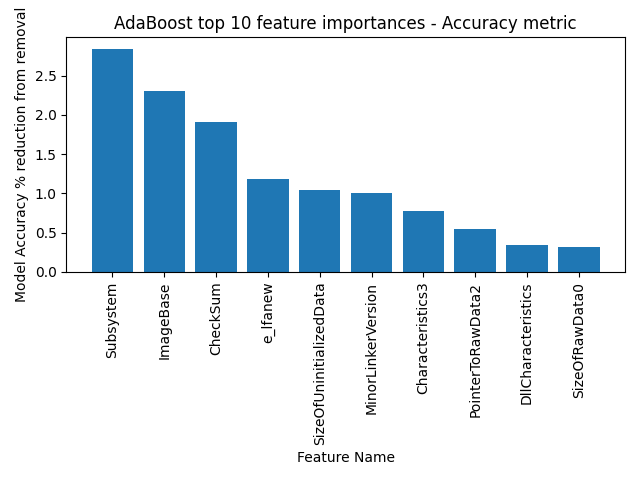 AdaBoost top 10 feature importances - Accuracy metric
Model Accuracy % reduction from removal
2.5
2.0
1.5
1.0
0.5
0.0
Subsystem
ImageBase
CheckSum
e_lfanew
SizeOfUninitializedData
MinorLinkerVersion
Characteristics3
PointerToRawData2
DllCharacteristics
SizeOfRawData0
Feature Name